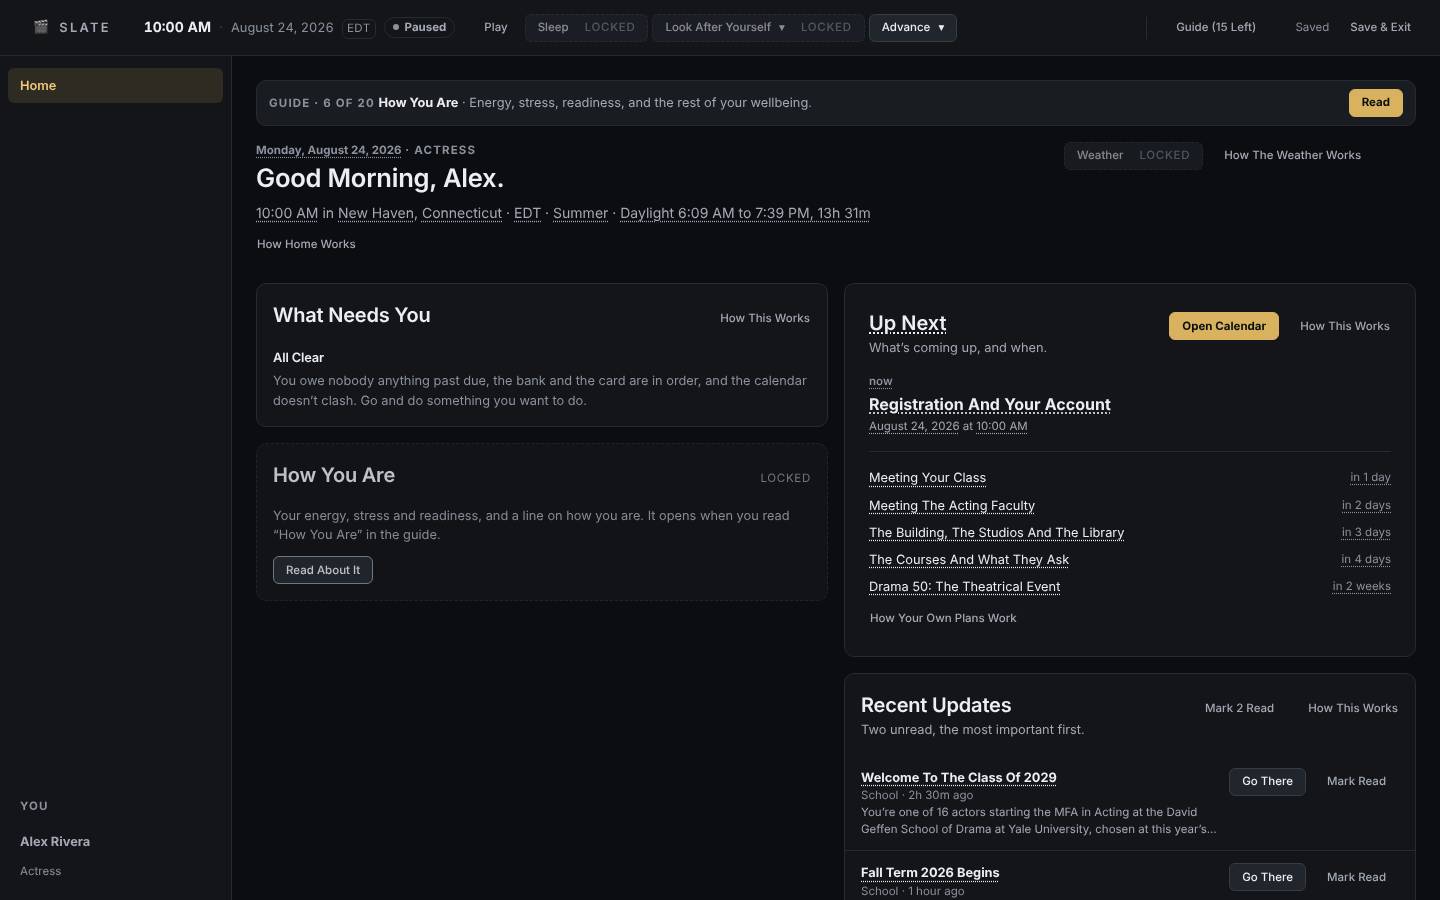 SLATE
10:00 AM · August 24, 2026 EDT Paused
Play
Sleep LOCKED
Look After Yourself ▾ LOCKED
Advance ▾
Guide (15 Left)
Saved
Save & Exit
Home
GUIDE · 6 OF 20 How You Are · Energy, stress, readiness, and the rest of your wellbeing.
Read
Monday, August 24, 2026 · ACTRESS
Good Morning, Alex.
10:00 AM in New Haven, Connecticut · EDT · Summer · Daylight 6:09 AM to 7:39 PM, 13h 31m
How Home Works
Weather LOCKED
How The Weather Works
What Needs You
How This Works
All Clear
You owe nobody anything past due, the bank and the card are in order, and the calendar
doesn’t clash. Go and do something you want to do.
How You Are
LOCKED
Your energy, stress and readiness, and a line on how you are. It opens when you read
“How You Are” in the guide.
Read About It
Up Next
What’s coming up, and when.
Open Calendar
How This Works
now
Registration And Your Account
August 24, 2026 at 10:00 AM
Meeting Your Class in 1 day
Meeting The Acting Faculty in 2 days
The Building, The Studios And The Library in 3 days
The Courses And What They Ask in 4 days
Drama 50: The Theatrical Event in 2 weeks
How Your Own Plans Work
Recent Updates
Two unread, the most important first.
Mark 2 Read
How This Works
Welcome To The Class Of 2029
School · 2h 30m ago
You’re one of 16 actors starting the MFA in Acting at the David
Geffen School of Drama at Yale University, chosen at this year’s…
Go There
Mark Read
Fall Term 2026 Begins
School · 1 hour ago
Go There
Mark Read
YOU
Alex Rivera
Actress